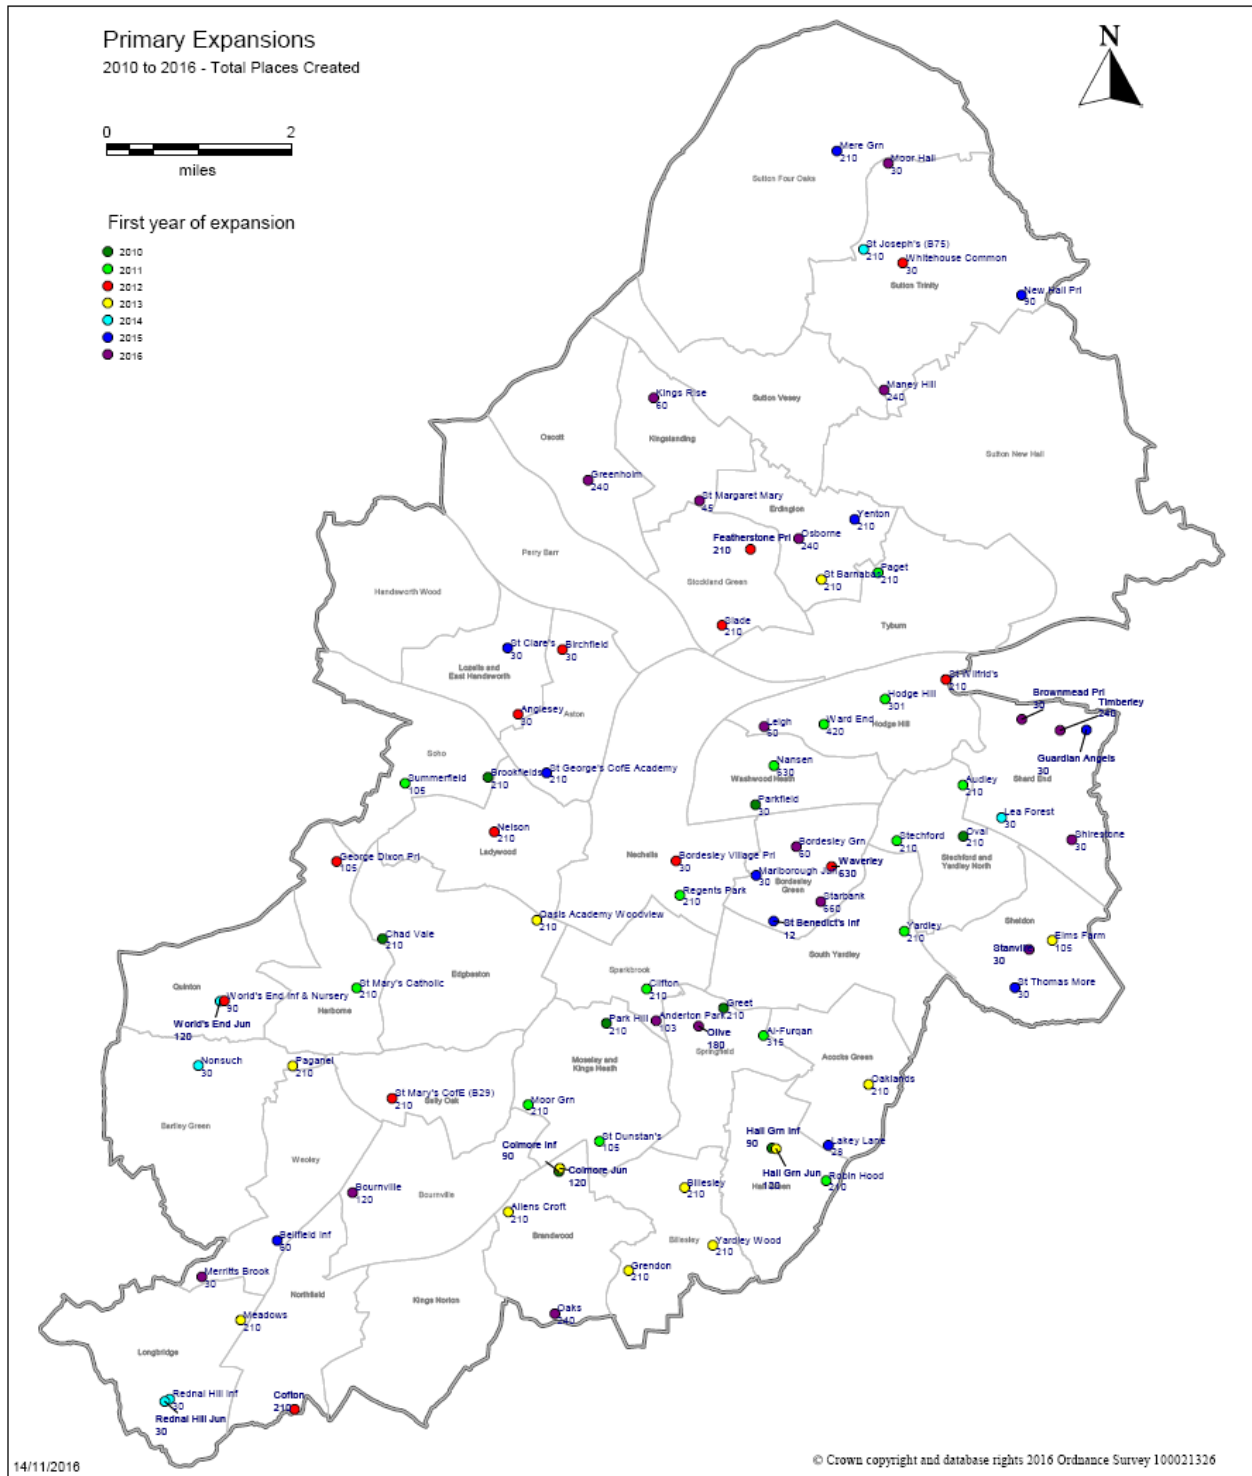 Primary Expansions
2010 to 2016 - Total Places Created
N
0 2
miles
First year of expansion
2010
2011
2012
2013
2014
2015
2016
Mere Grn
210
Moor Hall
30
Sutton Four Oaks
St Joseph's (B75)
210
Whitehouse Common
30
Sutton Trinity
New Hall Pri
90
Maney Hill
240
Kings Rise
60
Sutton Vesey
Oscott
Kingstanding
Sutton New Hall
Greenholm
240
St Margaret Mary
45
Erdington
Yenton
210
Osborne
240
Featherstone Pri
210
Perry Barr
Stockland Green
St Barnabas
210
Paget
210
Handsworth Wood
Slade
210
Tyburn
St Clare's
30
Birchfield
30
Lozells and
East Handsworth
St Wilfrid's
210
Hodge Hill
301
Brownmead Pri
30
Timberley
240
Anglesey
30
Aston
Leigh
60
Ward End
420
Hodge Hill
Guardian Angels
30
Shard End
Soho
Summerfield
105
Brookfields
210
St George's CofE Academy
210
Nansen
630
Washwood Heath
Audley
210
Parkfield
30
Lea Forest
30
Nelson
210
Ladywood
Bordesley Grn
60
Stechford
210
Oval
210
Shirestone
30
Stechford and
Yardley North
George Dixon Pri
105
Nechells
Bordesley Village Pri
30
Waverley
630
Marlborough Jun
30
Bordesley
Green
Regents Park
210
Starbank
660
Oasis Academy Woodview
210
St Benedict's Inf
12
Yardley
210
Sheldon
Elms Farm
105
Stanville
30
Chad Vale
210
South Yardley
Edgbaston
Sparkbrook
St Thomas More
30
Quinton
World's End Inf & Nursery
90
World's End Jun
120
St Mary's Catholic
210
Harborne
Clifton
210
Greet
210
Park Hill
210
Anderton Park
103
Olive
180
Springfield
Al-Furqan
315
Acocks Green
Moseley and
Kings Heath
Nonsuch
30
Paganel
210
Oaklands
210
St Mary's CofE (B29)
210
Selly Oak
Moor Grn
210
Bartley Green
Weoley
St Dunstan's
105
Colmore Inf
90
Colmore Jun
120
Hall Grn Inf
90
Hall Grn Jun
120
Hall Green
Lakey Lane
28
Robin Hood
210
Bournville
120
Bournville
Billesley
210
Allens Croft
210
Brandwood
Billesley
Yardley Wood
210
Bellfield Inf
60
Grendon
210
Merritts Brook
30
Northfield
Kings Norton
Oaks
240
Meadows
210
Longbridge
Rednal Hill Inf
30
Rednal Hill Jun
30
Cofton
210
14/11/2016
© Crown copyright and database rights 2016 Ordnance Survey 100021326